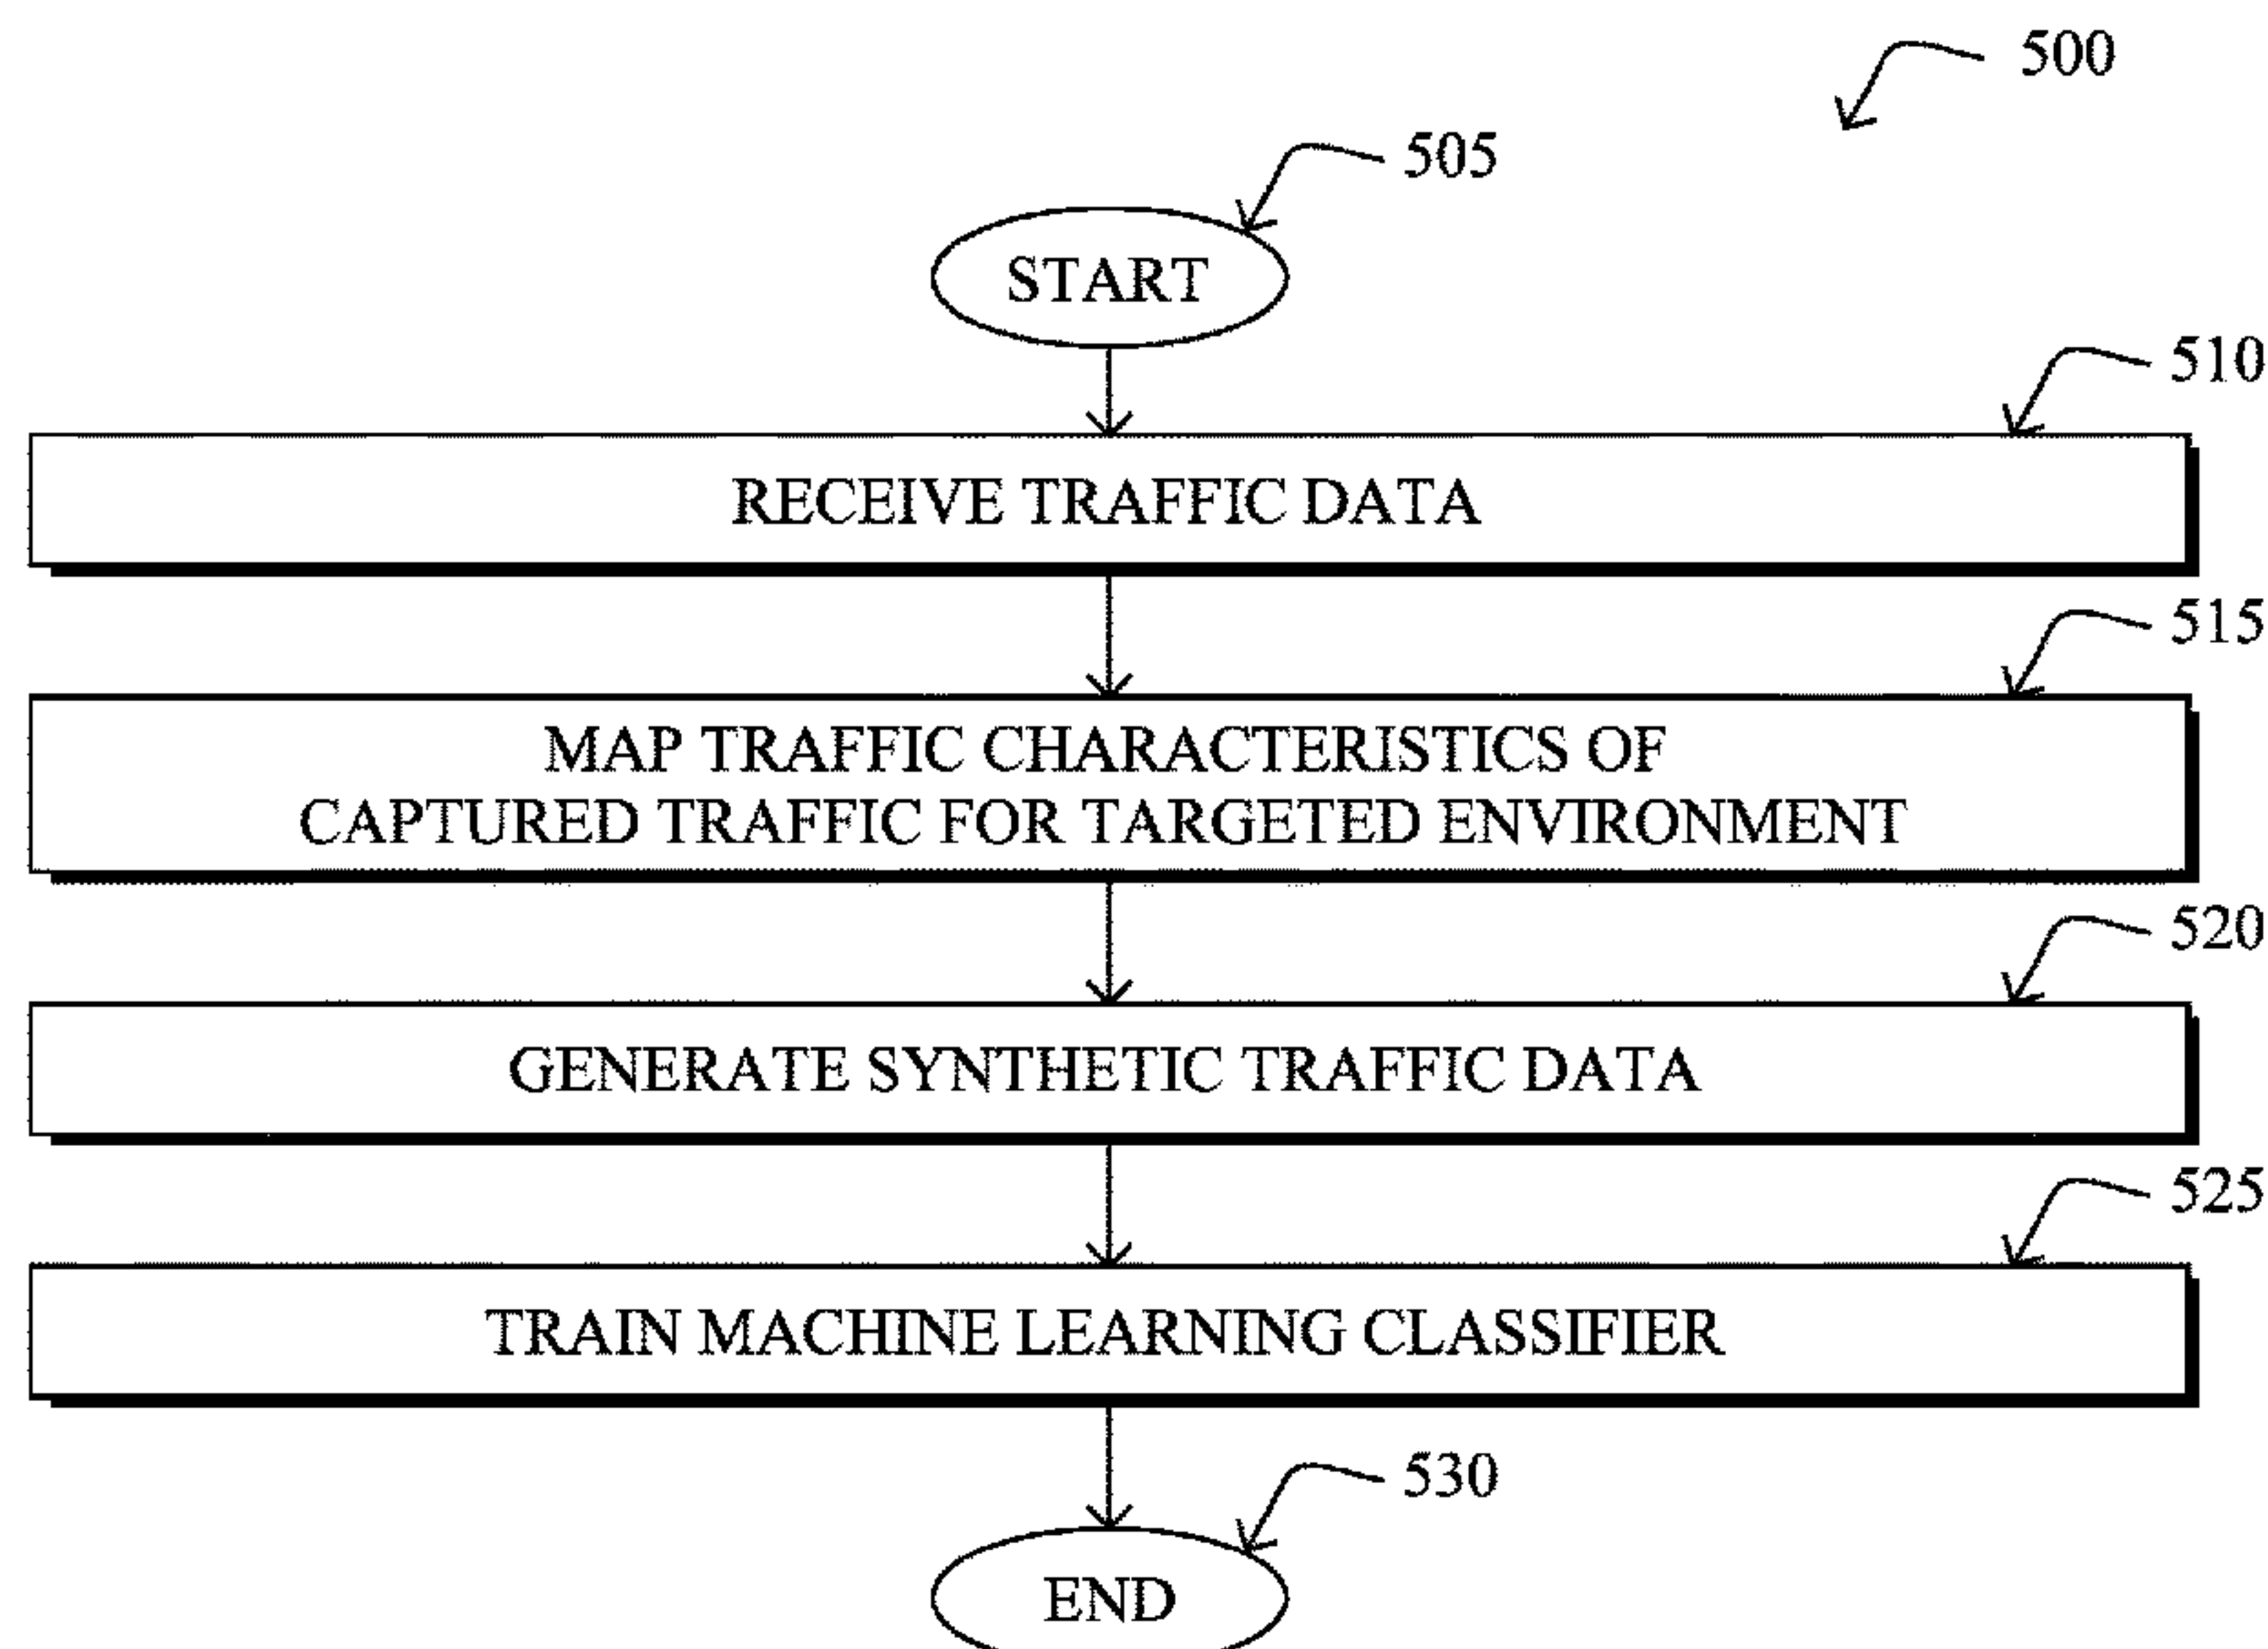 500
505
START
510
RECEIVE TRAFFIC DATA
515
MAP TRAFFIC CHARACTERISTICS OF
CAPTURED TRAFFIC FOR TARGETED ENVIRONMENT
520
GENERATE SYNTHETIC TRAFFIC DATA
525
TRAIN MACHINE LEARNING CLASSIFIER
530
END